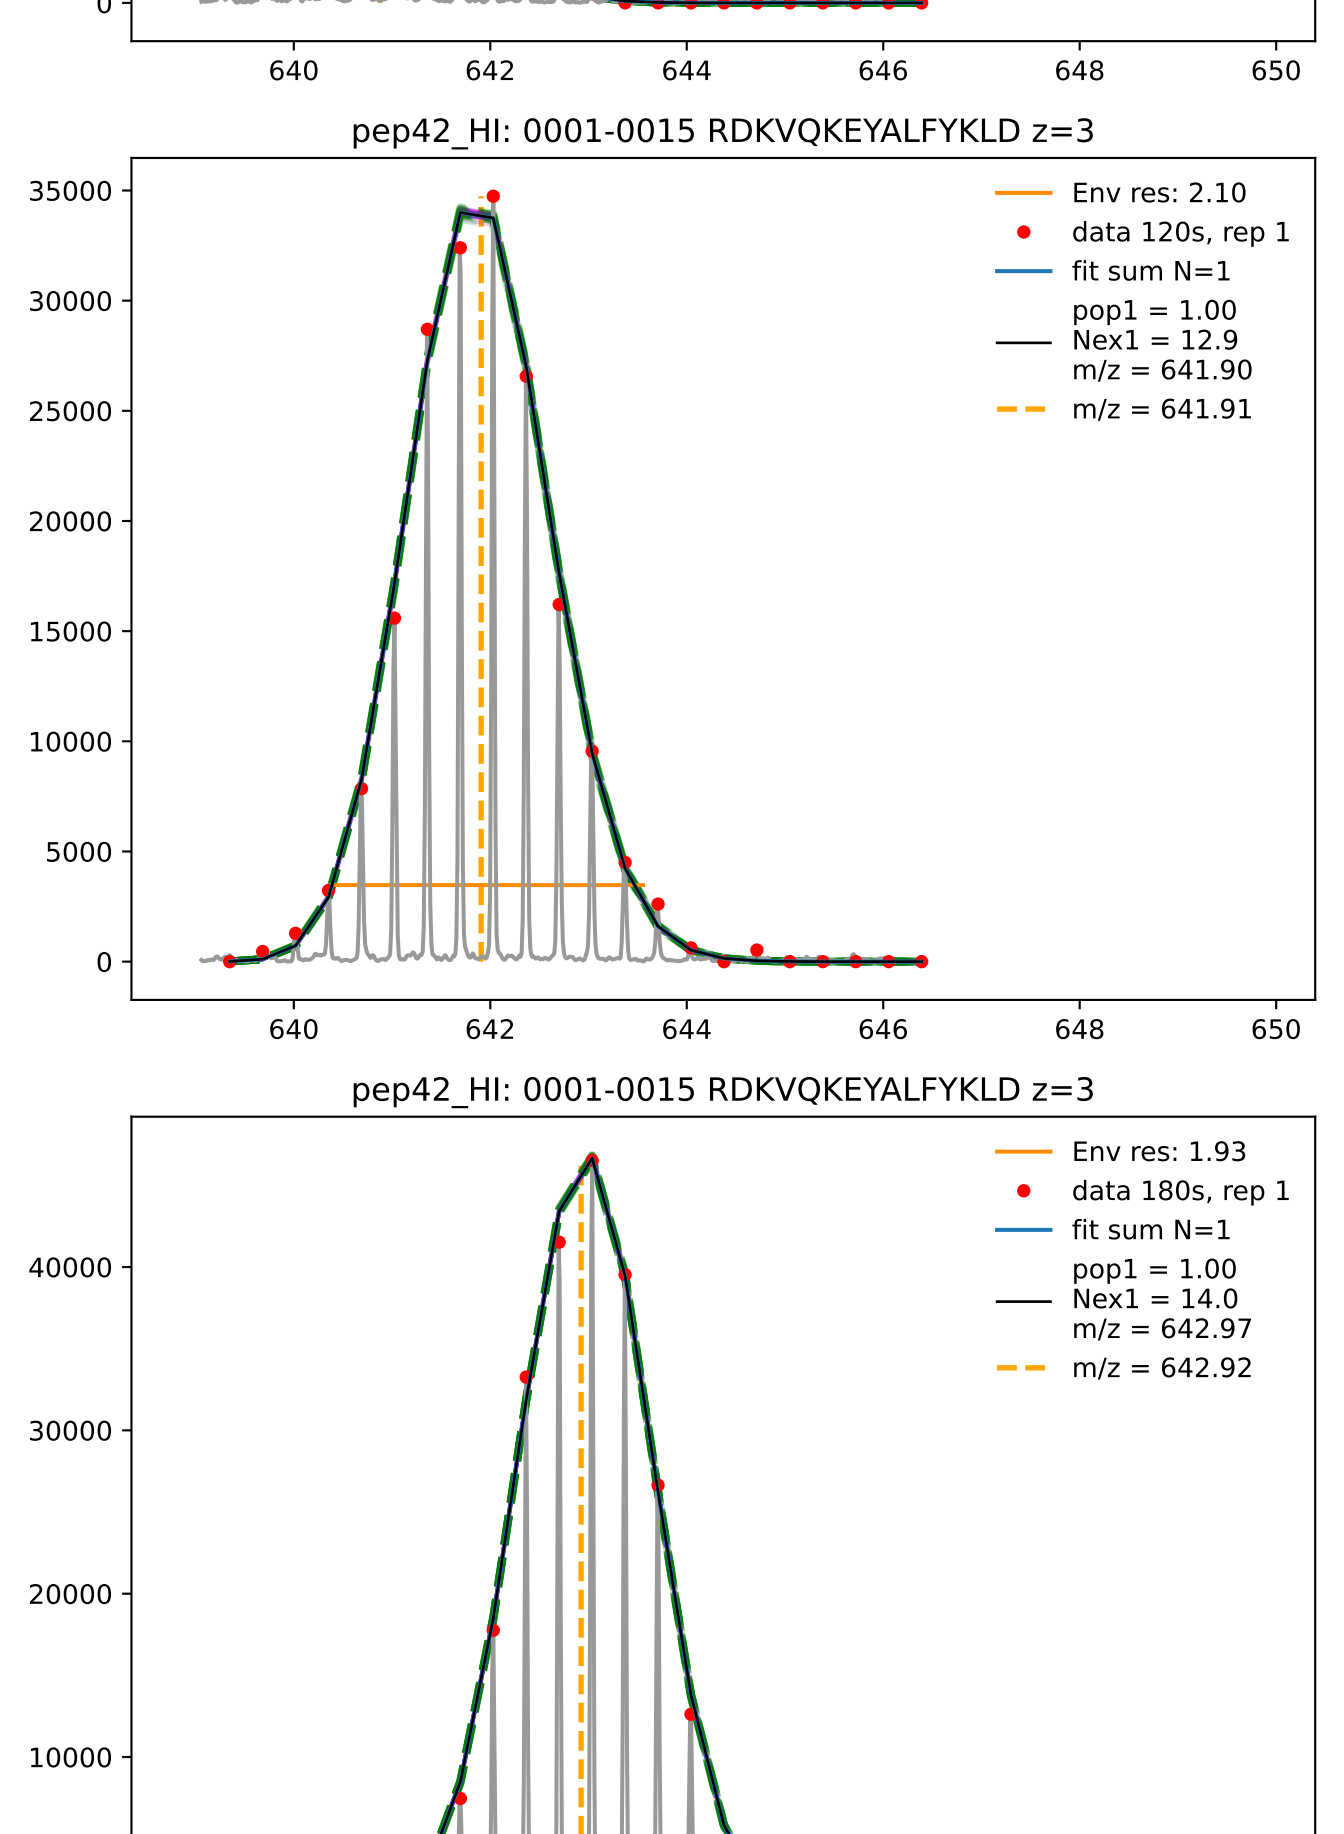 0
640 642 644 646 648 650
pep42_HI: 0001-0015 RDKVQKEYALFYKLD z=3
35000
30000
25000
20000
15000
10000
5000
0
Env res: 2.10
data 120s, rep 1
fit sum N=1
pop1 = 1.00
Nex1 = 12.9
m/z = 641.90
m/z = 641.91
640 642 644 646 648 650
pep42_HI: 0001-0015 RDKVQKEYALFYKLD z=3
40000
30000
20000
10000
Env res: 1.93
data 180s, rep 1
fit sum N=1
pop1 = 1.00
Nex1 = 14.0
m/z = 642.97
m/z = 642.92